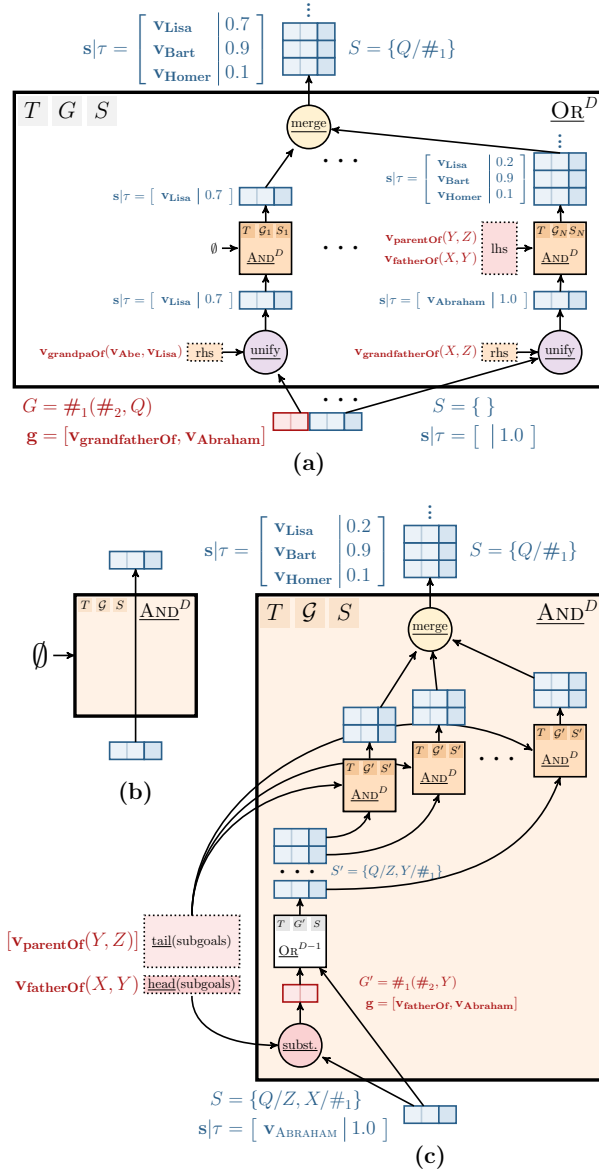 s|τ = [ v_Lisa | 0.7
v_Bart | 0.9
v_Homer | 0.1 ]
S = {Q/#₁}
T G S
OR^D
merge
s|τ = [ v_Lisa | 0.2
v_Bart | 0.9
v_Homer | 0.1 ]
s|τ = [ v_Lisa | 0.7 ]
T 𝒢₁ S₁
AND^D
∅
v_parentOf(Y, Z)
v_fatherOf(X, Y)
lhs
T 𝒢_N S_N
AND^D
s|τ = [ v_Lisa | 0.7 ]
s|τ = [ v_Abraham | 1.0 ]
v_grandpaOf(v_Abe, v_Lisa)
rhs
unify
v_grandfatherOf(X, Z)
rhs
unify
G = #₁(#₂, Q)
g = [v_grandfatherOf, v_Abraham]
S = { }
s|τ = [ | 1.0 ]
(a)
s|τ = [ v_Lisa | 0.2
v_Bart | 0.9
v_Homer | 0.1 ]
S = {Q/#₁}
T 𝒢 S
AND^D
∅
(b)
T 𝒢 S
AND^D
merge
T 𝒢' S'
AND^D
T 𝒢' S'
AND^D
T 𝒢' S'
AND^D
S' = {Q/Z, Y/#₁}
T G' S
OR^{D−1}
[v_parentOf(Y, Z)]
tail(subgoals)
v_fatherOf(X, Y)
head(subgoals)
G' = #₁(#₂, Y)
g = [v_fatherOf, v_Abraham]
subst.
S = {Q/Z, X/#₁}
s|τ = [ v_ABRAHAM | 1.0 ]
(c)